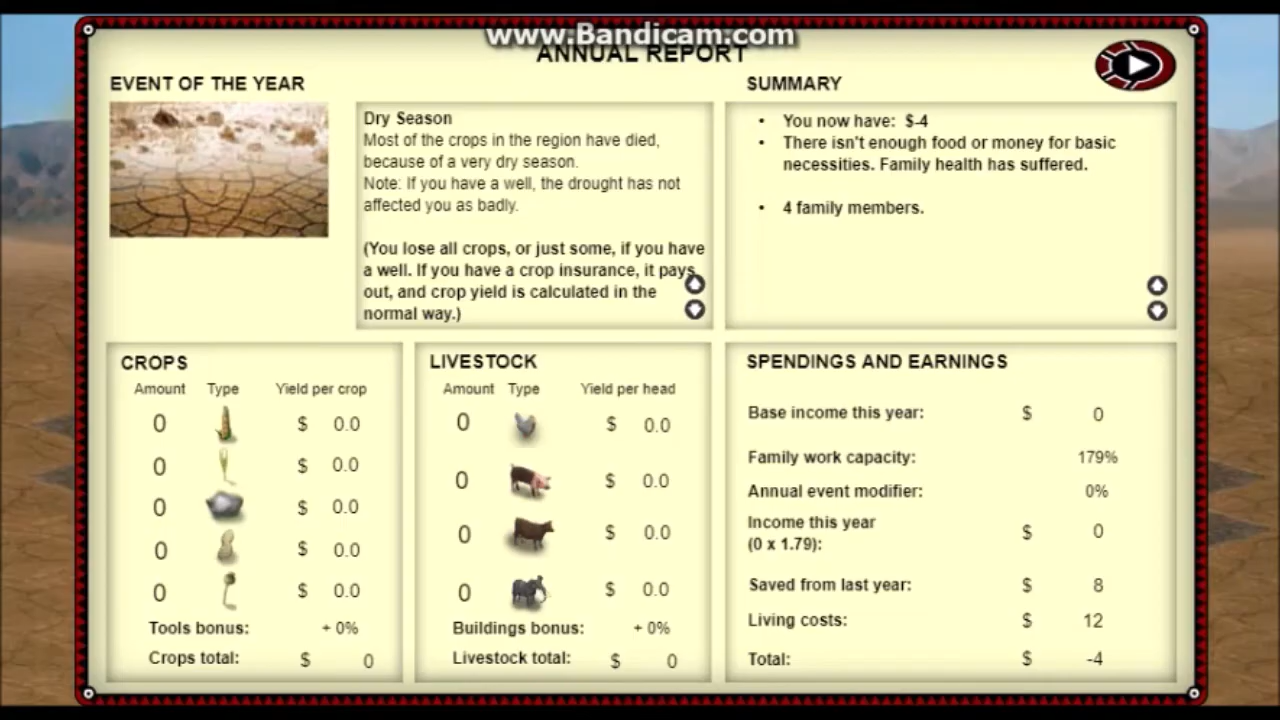 www.Bandicam.com
ANNUAL REPORT
EVENT OF THE YEAR
Dry Season
Most of the crops in the region have died,
because of a very dry season.
Note: If you have a well, the drought has not
affected you as badly.
(You lose all crops, or just some, if you have
a well. If you have a crop insurance, it pays
out, and crop yield is calculated in the
normal way.)
SUMMARY
• You now have: $-4
• There isn't enough food or money for basic
necessities. Family health has suffered.
• 4 family members.
CROPS
Amount Type Yield per crop
0 $ 0.0
0 $ 0.0
0 $ 0.0
0 $ 0.0
0 $ 0.0
Tools bonus: + 0%
Crops total: $ 0
LIVESTOCK
Amount Type Yield per head
0 $ 0.0
0 $ 0.0
0 $ 0.0
0 $ 0.0
Buildings bonus: + 0%
Livestock total: $ 0
SPENDINGS AND EARNINGS
Base income this year: $ 0
Family work capacity: 179%
Annual event modifier: 0%
Income this year
(0 x 1.79): $ 0
Saved from last year: $ 8
Living costs: $ 12
Total: $ -4